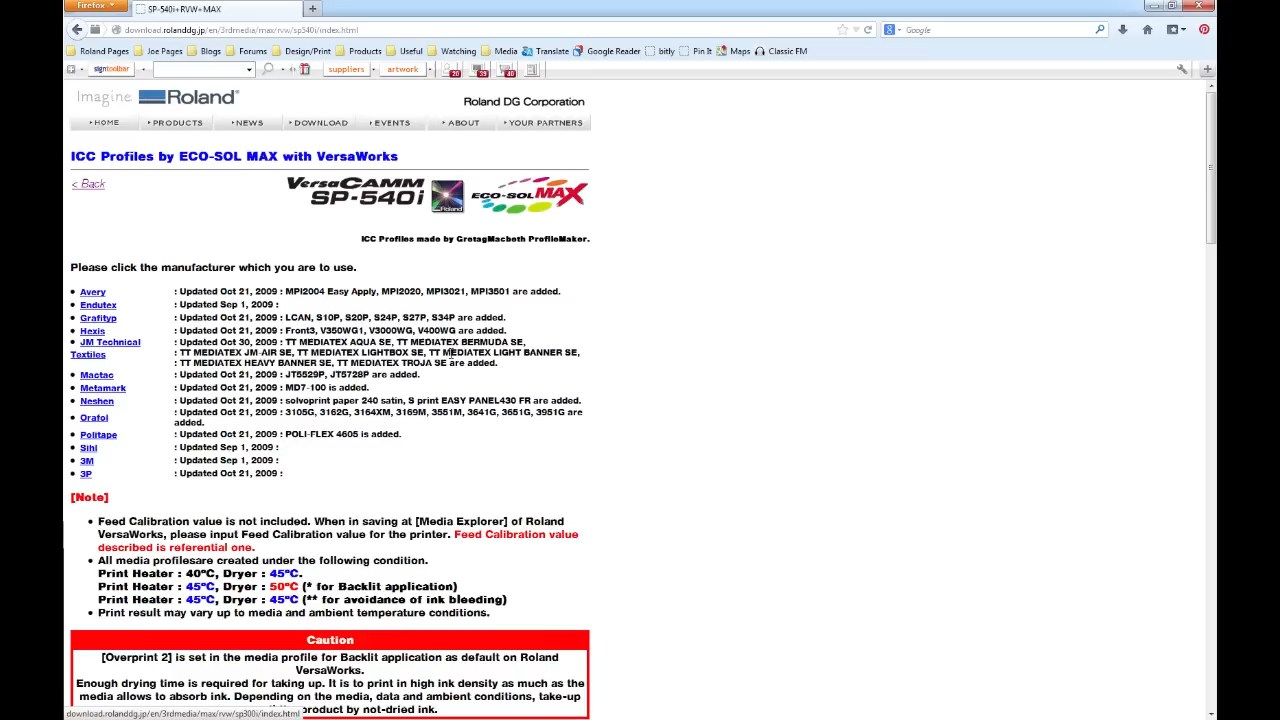 Firefox
SP-540i+RVW+MAX
download.rolanddg.jp/en/3rdmedia/max/rvw/sp540i/index.html
Google
Roland Pages Joe Pages Blogs Forums Design/Print Products Useful Watching Media Translate Google Reader bitly Pin It Maps Classic FM
signtoolbar suppliers artwork 20 39 40
Imagine. Roland
Roland DG Corporation
HOME PRODUCTS NEWS DOWNLOAD EVENTS ABOUT YOUR PARTNERS
ICC Profiles by ECO-SOL MAX with VersaWorks
< Back
VersaCAMM
SP-540i Roland ECO-SOL MAX
ICC Profiles made by GretagMacbeth ProfileMaker.
Please click the manufacturer which you are to use.
• Avery : Updated Oct 21, 2009 : MPI2004 Easy Apply, MPI2020, MPI3021, MPI3501 are added.
• Endutex : Updated Sep 1, 2009 :
• Grafityp : Updated Oct 21, 2009 : LCAN, S10P, S20P, S24P, S27P, S34P are added.
• Hexis : Updated Oct 21, 2009 : Front3, V350WG1, V3000WG, V400WG are added.
• JM Technical : Updated Oct 30, 2009 : TT MEDIATEX AQUA SE, TT MEDIATEX BERMUDA SE,
Textiles : TT MEDIATEX JM-AIR SE, TT MEDIATEX LIGHTBOX SE, TT MEDIATEX LIGHT BANNER SE,
: TT MEDIATEX HEAVY BANNER SE, TT MEDIATEX TROJA SE are added.
• Mactac : Updated Oct 21, 2009 : JT5529P, JT5728P are added.
• Metamark : Updated Oct 21, 2009 : MD7-100 is added.
• Neshen : Updated Oct 21, 2009 : solvoprint paper 240 satin, S print EASY PANEL430 FR are added.
• Orafol : Updated Oct 21, 2009 : 3105G, 3162G, 3164XM, 3169M, 3551M, 3641G, 3651G, 3951G are
added.
• Politape : Updated Oct 21, 2009 : POLI-FLEX 4605 is added.
• Sihl : Updated Sep 1, 2009 :
• 3M : Updated Sep 1, 2009 :
• 3P : Updated Oct 21, 2009 :
[Note]
• Feed Calibration value is not included. When in saving at [Media Explorer] of Roland
VersaWorks, please input Feed Calibration value for the printer. Feed Calibration value
described is referential one.
• All media profilesare created under the following condition.
Print Heater : 40ºC, Dryer : 45ºC.
Print Heater : 45ºC, Dryer : 50ºC (* for Backlit application)
Print Heater : 45ºC, Dryer : 45ºC (** for avoidance of ink bleeding)
• Print result may vary up to media and ambient temperature conditions.
Caution
[Overprint 2] is set in the media profile for Backlit application as default on Roland
VersaWorks.
Enough drying time is required for taking up. It is to print in high ink density as much as the
media allows to absorb ink. Depending on the media, data and ambient conditions, take-up
product by not-dried ink.
download.rolanddg.jp/en/3rdmedia/max/rvw/sp300i/index.html